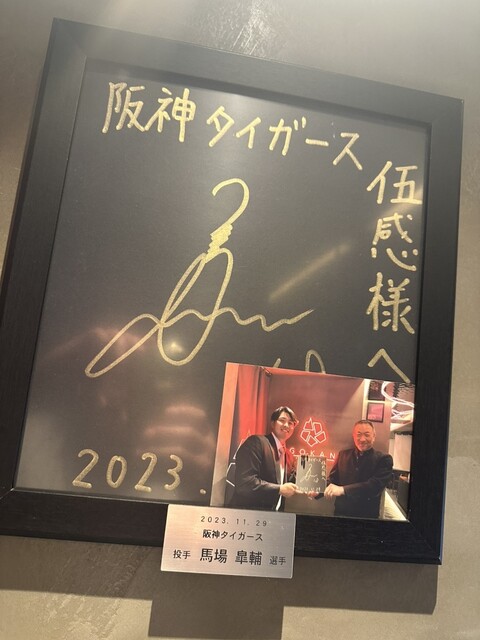 阪神タイガース
伍感様へ
2023.
GOKAN
2023. 11. 29
阪神タイガース
投手 馬場 皐輔 選手